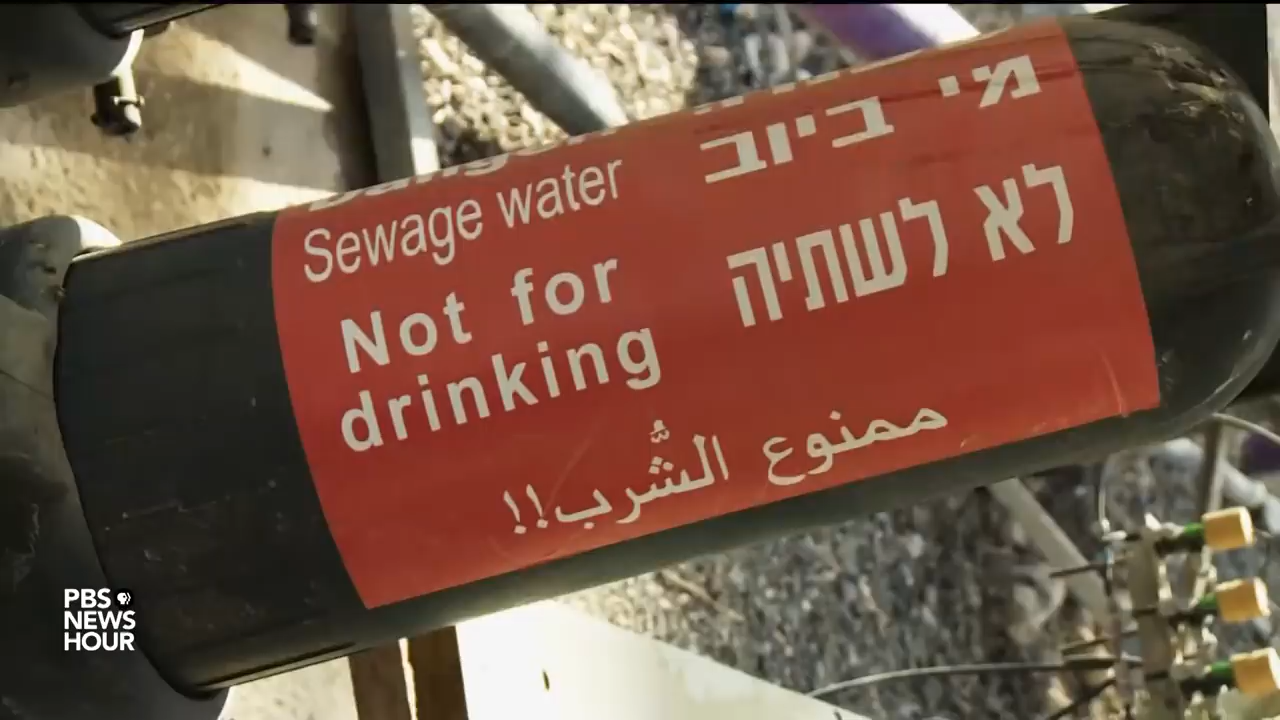 Sewage water
Not for
drinking
מי ביוב
לא לשתיה
ممنوع الشُّرب!!
PBS
NEWS
HOUR